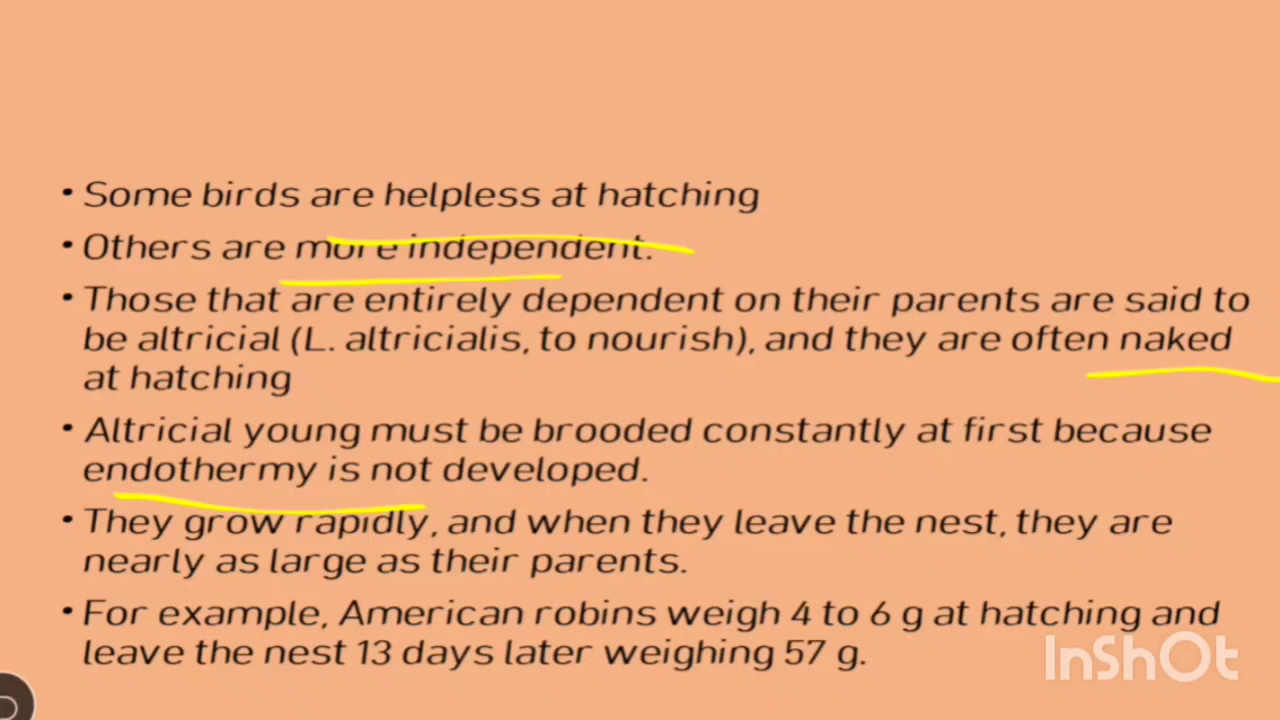 • Some birds are helpless at hatching
• Others are more independent.
• Those that are entirely dependent on their parents are said to
be altricial (L. altricialis, to nourish), and they are often naked
at hatching
• Altricial young must be brooded constantly at first because
endothermy is not developed.
• They grow rapidly, and when they leave the nest, they are
nearly as large as their parents.
• For example, American robins weigh 4 to 6 g at hatching and
leave the nest 13 days later weighing 57 g.
InShOt